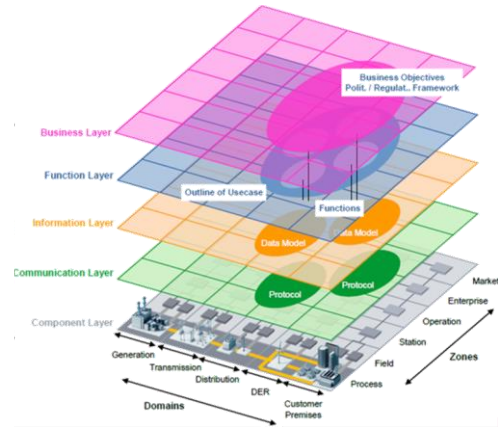 Business Objectives
Polit. / Regulat.. Framework
Business Layer
Function Layer
Outline of Usecase
Functions
Information Layer
Data Model
Data Model
Communication Layer
Protocol
Protocol
Component Layer
Market
Enterprise
Operation
Station
Field
Process
Zones
Generation
Transmission
Distribution
DER
Customer
Premises
Domains